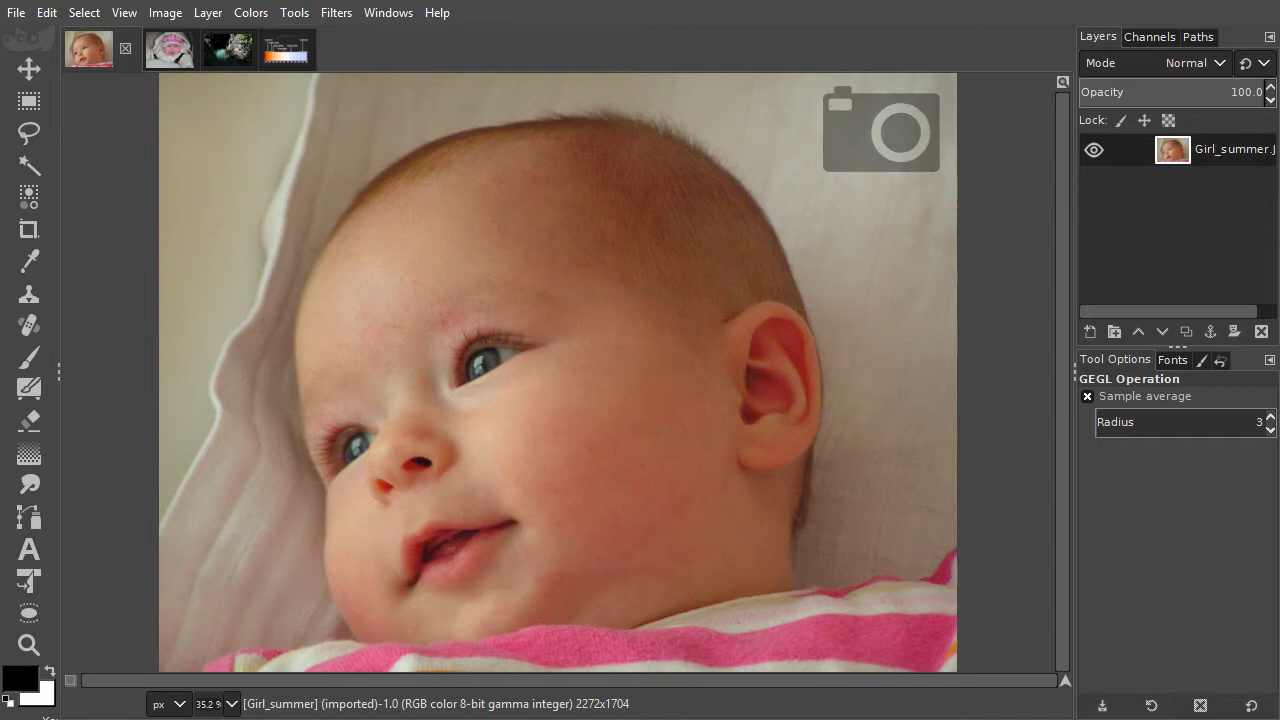 File Edit View Image Layer Colors Tools Filters Windows Help
Layers Channels Paths
Mode Normal
Opacity 100.0
Lock:
Girl_summer.J
Tool Options Fonts
GEGL Operation
Sample average
Radius 3
px 35.2 % [Girl_summer] (imported)-1.0 (RGB color 8-bit gamma integer) 2272x1704